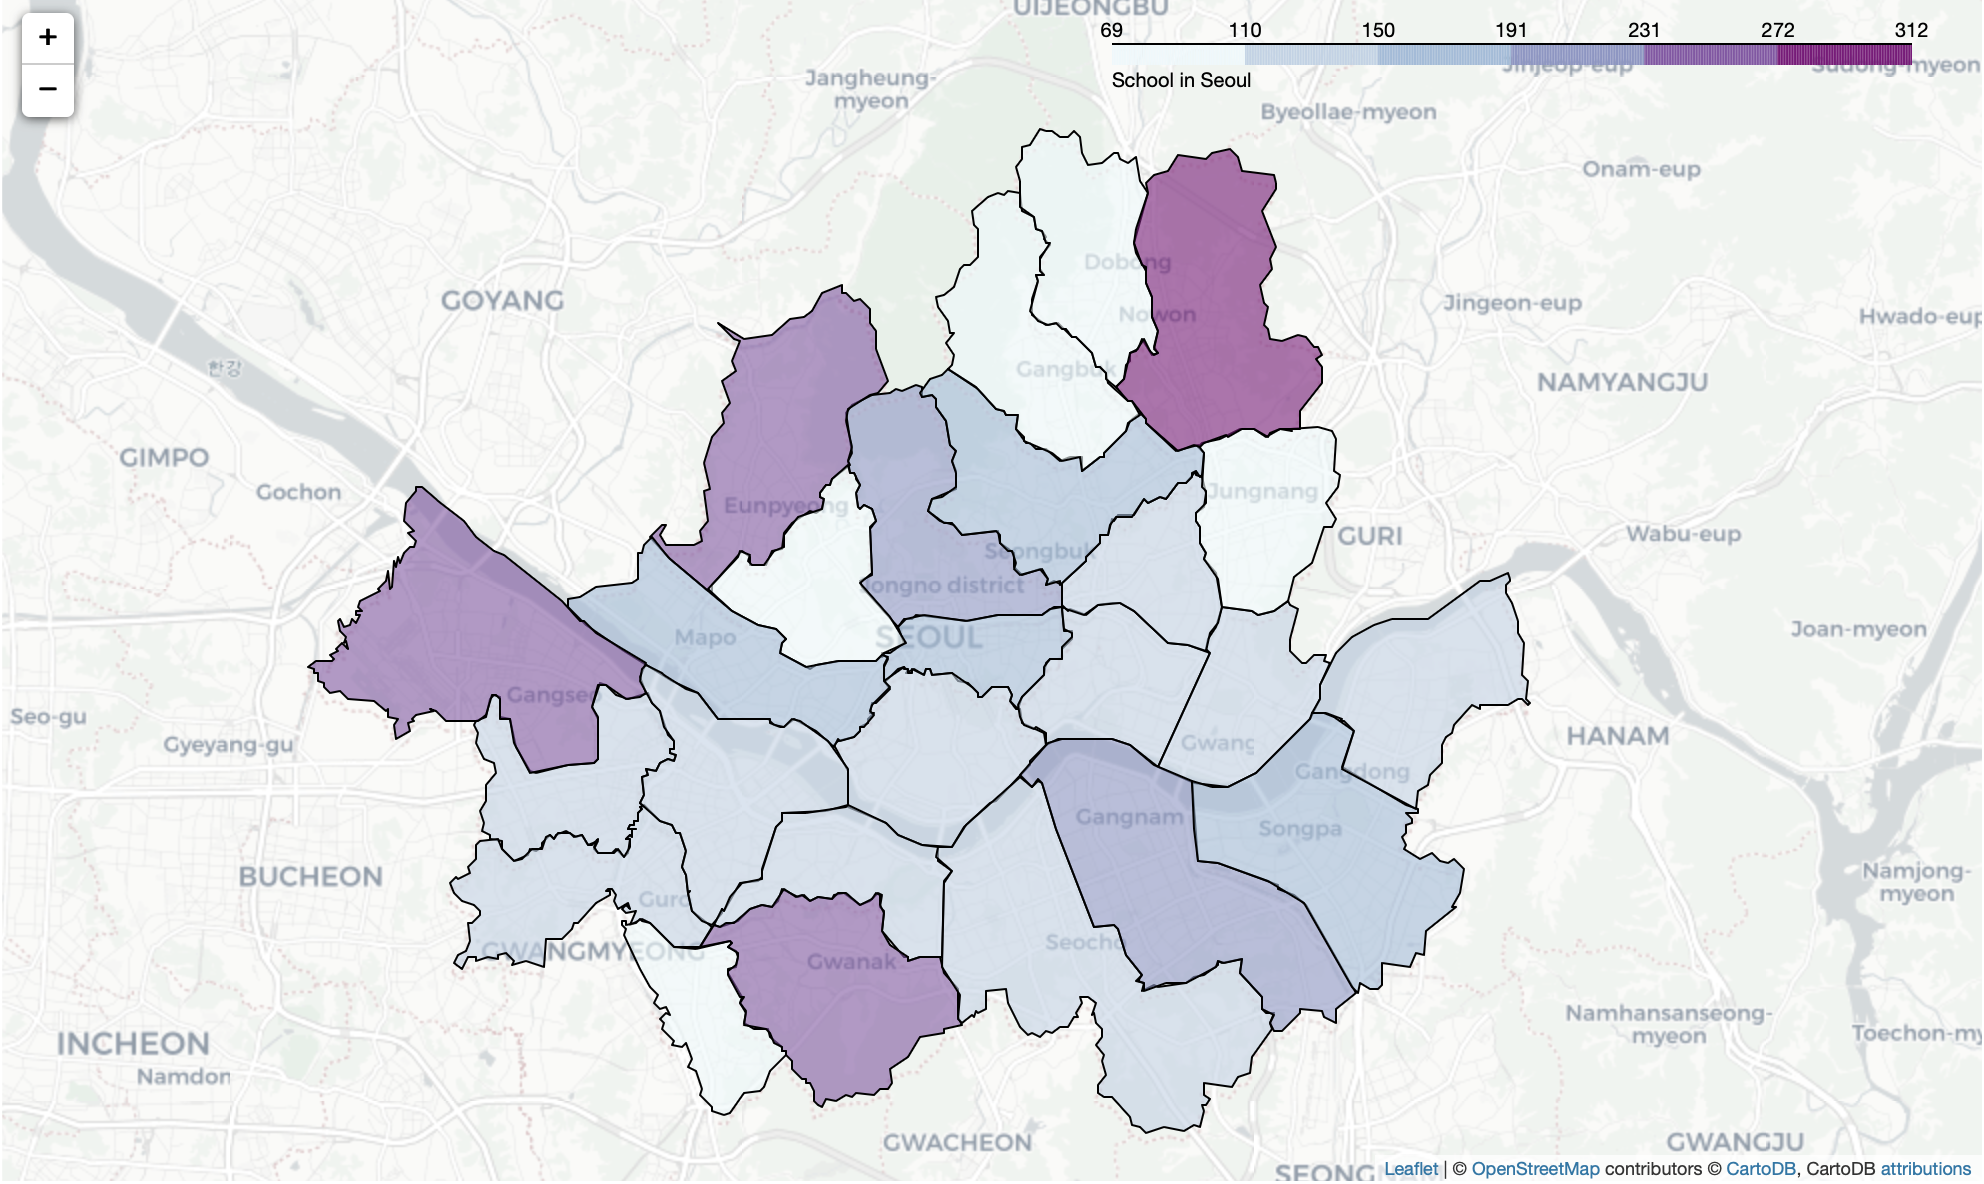 +
−
UIJEONGBU
69 110 150 191 231 272 312
School in Seoul
Jinjeop-eup
Sudong-myeon
Jangheung-
myeon
Byeollae-myeon
Onam-eup
Dobong
GOYANG
Jingeon-eup
Nowon
Hwado-eup
한강
Gangbuk
NAMYANGJU
GIMPO
Gochon
Eunpyeong
Jungnang
GURI
Wabu-eup
Seongbuk
Jongno district
Mapo
SEOUL
Joan-myeon
Gangseo
Seo-gu
Gyeyang-gu
Gwang
HANAM
Gangdong
Gangnam
Songpa
BUCHEON
Namjong-
myeon
Guro
GWANGMYEONG
Seocho
Gwanak
Namhansanseong-
myeon
INCHEON
Toechon-my
Namdon
GWACHEON
GWANGJU
SEONGNAM
Leaflet | © OpenStreetMap contributors © CartoDB, CartoDB attributions